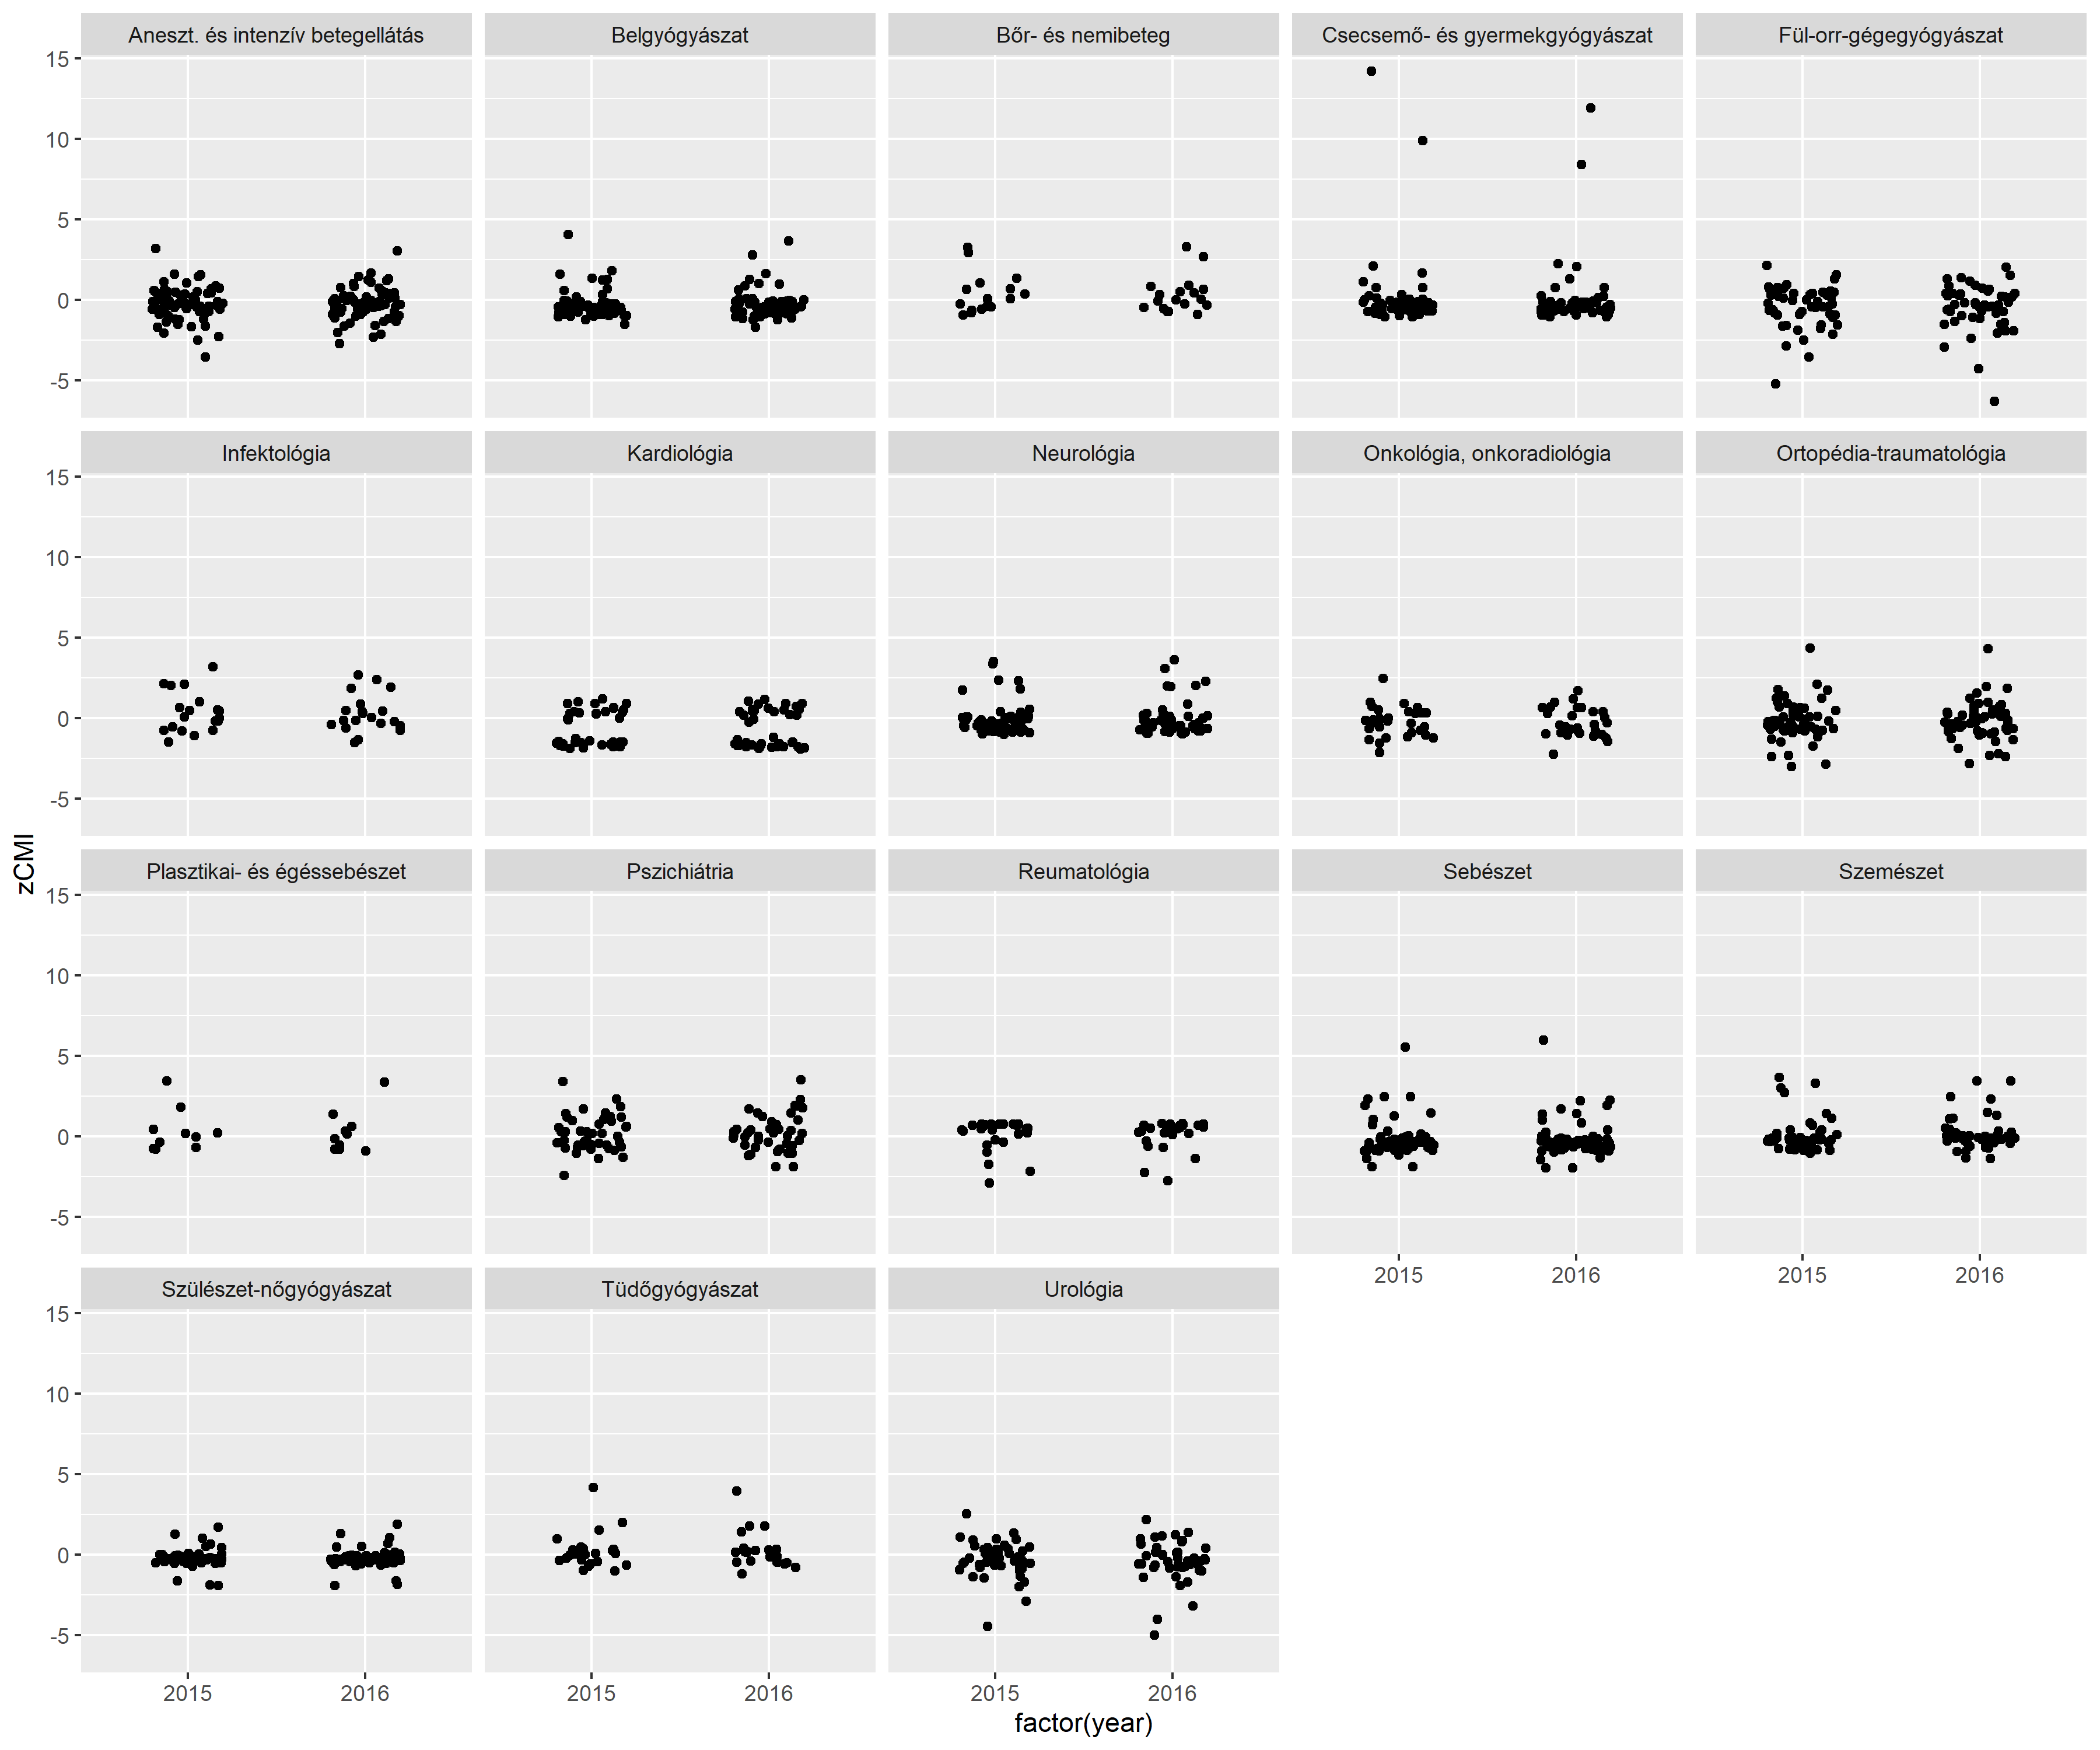 Aneszt. és intenzív betegellátás
Belgyógyászat
Bőr- és nemibeteg
Csecsemő- és gyermekgyógyászat
Fül-orr-gégegyógyászat
15
10
5
0
-5
Infektológia
Kardiológia
Neurológia
Onkológia, onkoradiológia
Ortopédia-traumatológia
15
10
5
0
-5
zCMI
Plasztikai- és égéssebészet
Pszichiátria
Reumatológia
Sebészet
Szemészet
15
10
5
0
-5
2015
2016
2015
2016
Szülészet-nőgyógyászat
Tüdőgyógyászat
Urológia
15
10
5
0
-5
2015
2016
2015
2016
2015
2016
factor(year)